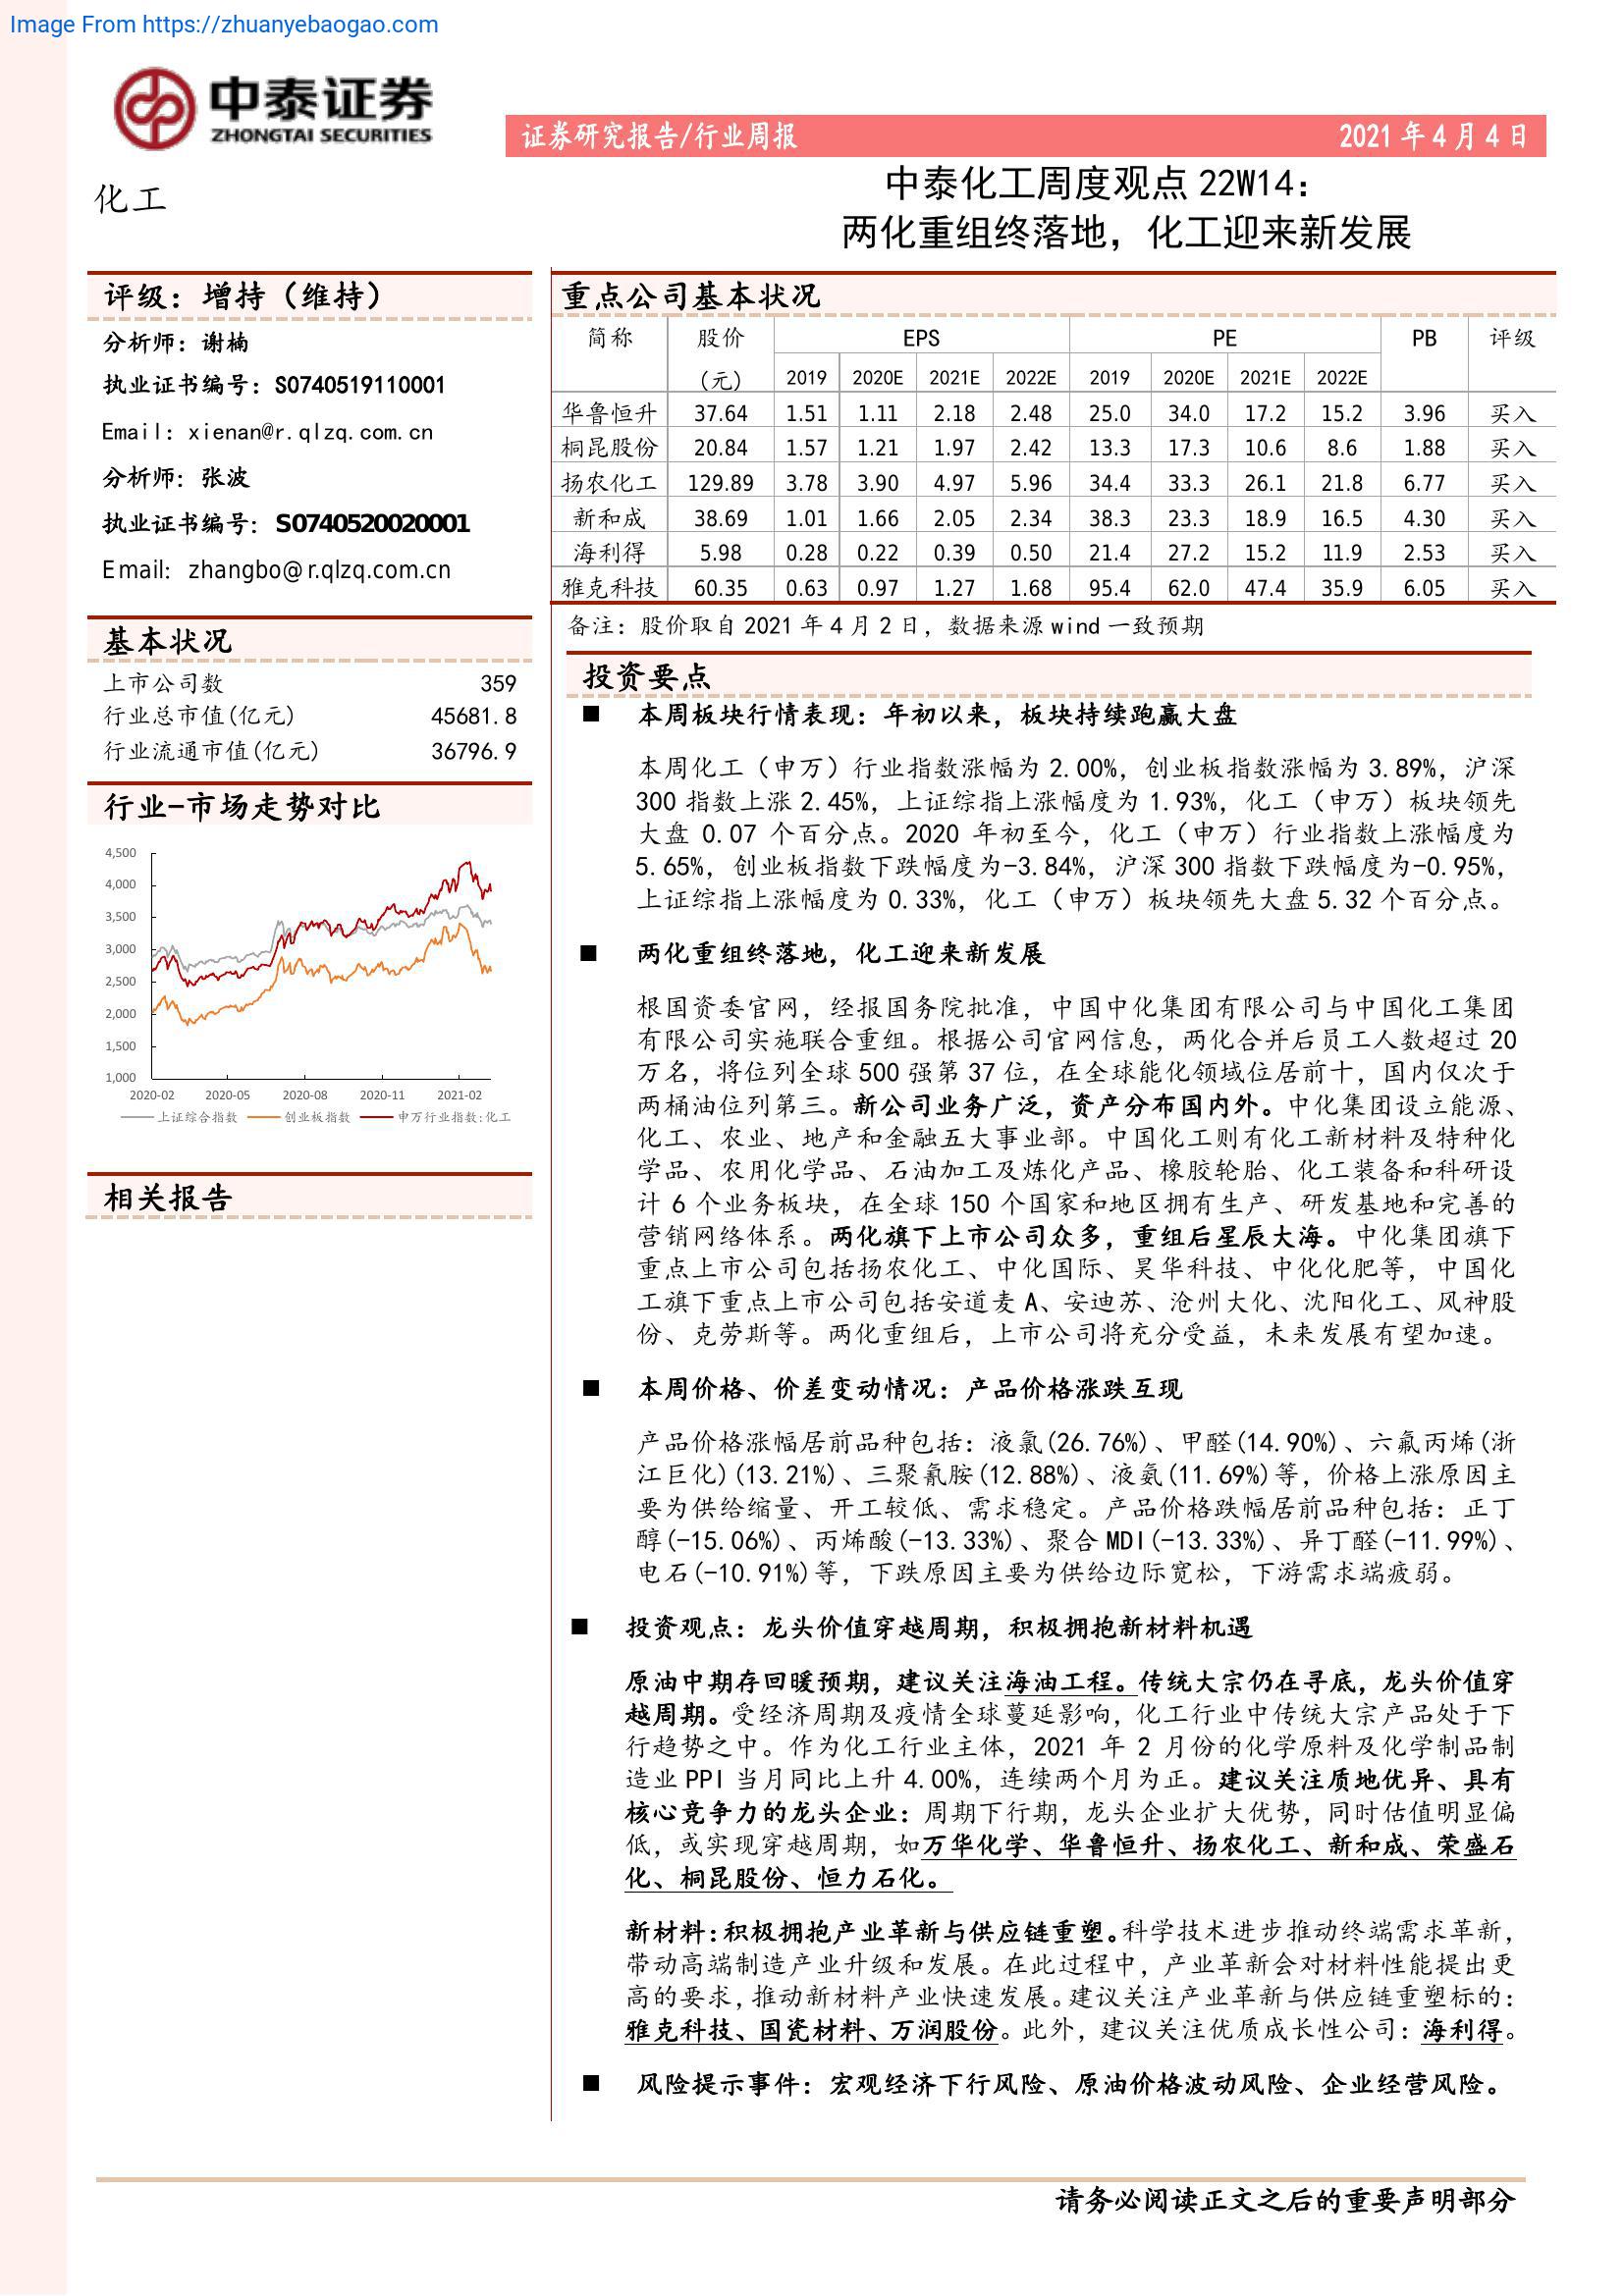 Image From https://zhuanyebaogao.com
中泰证券
ZHONGTAI SECURITIES
证券研究报告/行业周报 2021年4月4日
化工
中泰化工周度观点 22W14：
两化重组终落地，化工迎来新发展
评级：增持（维持）
分析师：谢楠
执业证书编号：S0740519110001
Email：xienan@r.qlzq.com.cn
分析师：张波
执业证书编号：S0740520020001
Email: zhangbo@r.qlzq.com.cn
基本状况
上市公司数 359
行业总市值(亿元) 45681.8
行业流通市值(亿元) 36796.9
行业-市场走势对比
4,500
4,000
3,500
3,000
2,500
2,000
1,500
1,000
2020-02 2020-05 2020-08 2020-11 2021-02
上证综合指数 创业板指数 申万行业指数:化工
相关报告
重点公司基本状况
简称 股价 EPS PE PB 评级
(元) 2019 2020E 2021E 2022E 2019 2020E 2021E 2022E
华鲁恒升 37.64 1.51 1.11 2.18 2.48 25.0 34.0 17.2 15.2 3.96 买入
桐昆股份 20.84 1.57 1.21 1.97 2.42 13.3 17.3 10.6 8.6 1.88 买入
扬农化工 129.89 3.78 3.90 4.97 5.96 34.4 33.3 26.1 21.8 6.77 买入
新和成 38.69 1.01 1.66 2.05 2.34 38.3 23.3 18.9 16.5 4.30 买入
海利得 5.98 0.28 0.22 0.39 0.50 21.4 27.2 15.2 11.9 2.53 买入
雅克科技 60.35 0.63 0.97 1.27 1.68 95.4 62.0 47.4 35.9 6.05 买入
备注：股价取自 2021 年 4 月 2 日，数据来源 wind 一致预期
投资要点
■ 本周板块行情表现：年初以来，板块持续跑赢大盘
本周化工（申万）行业指数涨幅为 2.00%，创业板指数涨幅为 3.89%，沪深
300 指数上涨 2.45%，上证综指上涨幅度为 1.93%，化工（申万）板块领先
大盘 0.07 个百分点。2020 年初至今，化工（申万）行业指数上涨幅度为
5.65%，创业板指数下跌幅度为-3.84%，沪深 300 指数下跌幅度为-0.95%，
上证综指上涨幅度为 0.33%，化工（申万）板块领先大盘 5.32 个百分点。
■ 两化重组终落地，化工迎来新发展
根国资委官网，经报国务院批准，中国中化集团有限公司与中国化工集团
有限公司实施联合重组。根据公司官网信息，两化合并后员工人数超过 20
万名，将位列全球 500 强第 37 位，在全球能化领域位居前十，国内仅次于
两桶油位列第三。新公司业务广泛，资产分布国内外。中化集团设立能源、
化工、农业、地产和金融五大事业部。中国化工则有化工新材料及特种化
学品、农用化学品、石油加工及炼化产品、橡胶轮胎、化工装备和科研设
计 6 个业务板块，在全球 150 个国家和地区拥有生产、研发基地和完善的
营销网络体系。两化旗下上市公司众多，重组后星辰大海。中化集团旗下
重点上市公司包括扬农化工、中化国际、昊华科技、中化化肥等，中国化
工旗下重点上市公司包括安道麦 A、安迪苏、沧州大化、沈阳化工、风神股
份、克劳斯等。两化重组后，上市公司将充分受益，未来发展有望加速。
■ 本周价格、价差变动情况：产品价格涨跌互现
产品价格涨幅居前品种包括：液氯(26.76%)、甲醛(14.90%)、六氟丙烯(浙
江巨化)(13.21%)、三聚氰胺(12.88%)、液氨(11.69%)等，价格上涨原因主
要为供给缩量、开工较低、需求稳定。产品价格跌幅居前品种包括：正丁
醇(-15.06%)、丙烯酸(-13.33%)、聚合 MDI(-13.33%)、异丁醛(-11.99%)、
电石(-10.91%)等，下跌原因主要为供给边际宽松，下游需求端疲弱。
■ 投资观点：龙头价值穿越周期，积极拥抱新材料机遇
原油中期存回暖预期，建议关注海油工程。传统大宗仍在寻底，龙头价值穿
越周期。受经济周期及疫情全球蔓延影响，化工行业中传统大宗产品处于下
行趋势之中。作为化工行业主体，2021 年 2 月份的化学原料及化学制品制
造业 PPI 当月同比上升 4.00%，连续两个月为正。建议关注质地优异、具有
核心竞争力的龙头企业：周期下行期，龙头企业扩大优势，同时估值明显偏
低，或实现穿越周期，如万华化学、华鲁恒升、扬农化工、新和成、荣盛石
化、桐昆股份、恒力石化。
新材料：积极拥抱产业革新与供应链重塑。科学技术进步推动终端需求革新，
带动高端制造产业升级和发展。在此过程中，产业革新会对材料性能提出更
高的要求，推动新材料产业快速发展。建议关注产业革新与供应链重塑标的：
雅克科技、国瓷材料、万润股份。此外，建议关注优质成长性公司：海利得。
■ 风险提示事件：宏观经济下行风险、原油价格波动风险、企业经营风险。
请务必阅读正文之后的重要声明部分